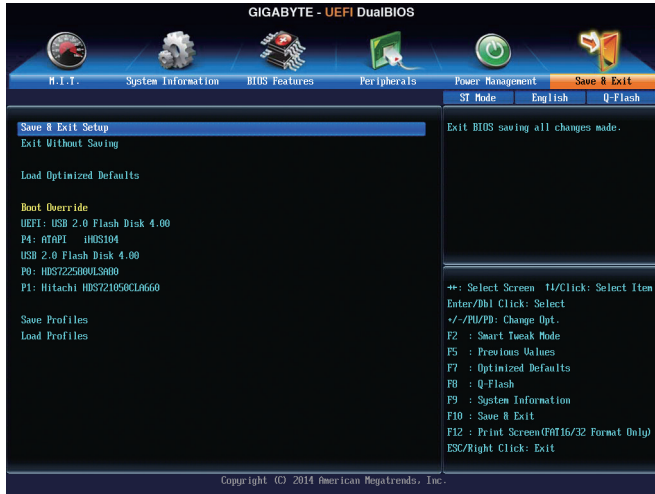 GIGABYTE - UEFI DualBIOS
M.I.T. System Information BIOS Features Peripherals Power Management Save & Exit
ST Mode English Q-Flash
Save & Exit Setup
Exit Without Saving
Load Optimized Defaults
Boot Override
UEFI: USB 2.0 Flash Disk 4.00
P4: ATAPI iHOS104
USB 2.0 Flash Disk 4.00
P0: HDS722580VLSA80
P1: Hitachi HDS721050CLA660
Save Profiles
Load Profiles
Exit BIOS saving all changes made.
→←: Select Screen ↑↓/Click: Select Item
Enter/Dbl Click: Select
+/-/PU/PD: Change Opt.
F2 : Smart Tweak Mode
F5 : Previous Values
F7 : Optimized Defaults
F8 : Q-Flash
F9 : System Information
F10 : Save & Exit
F12 : Print Screen(FAT16/32 Format Only)
ESC/Right Click: Exit
Copyright (C) 2014 American Megatrends, Inc.